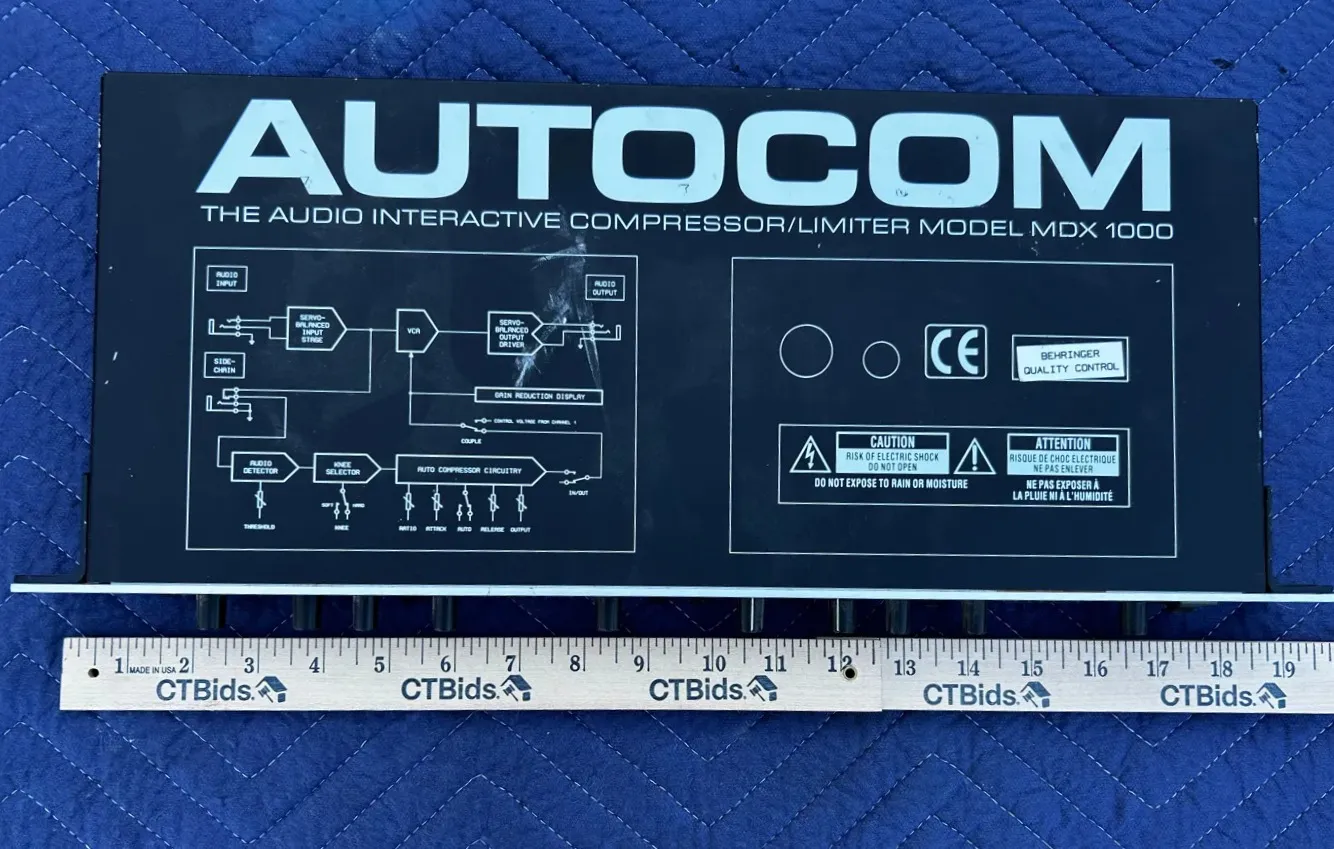 AUTOCOM
THE AUDIO INTERACTIVE COMPRESSOR/LIMITER MODEL MDX 1000
AUDIO
INPUT
AUDIO
OUTPUT
SERVO-
BALANCED
INPUT
STAGE
VCA
SERVO-
BALANCED
OUTPUT
DRIVER
SIDE-
CHAIN
GAIN REDUCTION DISPLAY
CONTROL VOLTAGE FROM CHANNEL 1
COUPLE
AUDIO
DETECTOR
KNEE
SELECTOR
AUTO COMPRESSOR CIRCUITRY
IN/OUT
SOFT HARD
THRESHOLD
KNEE
RATIO ATTACK AUTO RELEASE OUTPUT
CE
BEHRINGER
QUALITY CONTROL
CAUTION
RISK OF ELECTRIC SHOCK
DO NOT OPEN
DO NOT EXPOSE TO RAIN OR MOISTURE
ATTENTION
RISQUE DE CHOC ELECTRIQUE
NE PAS ENLEVER
NE PAS EXPOSER À
LA PLUIE NI À L'HUMIDITÉ
1 MADE IN USA 2 3 4 5 6 7 8 9 10 11 12 13 14 15 16 17 18 19
CTBids. CTBids. CTBids. CTBids. CTBids.